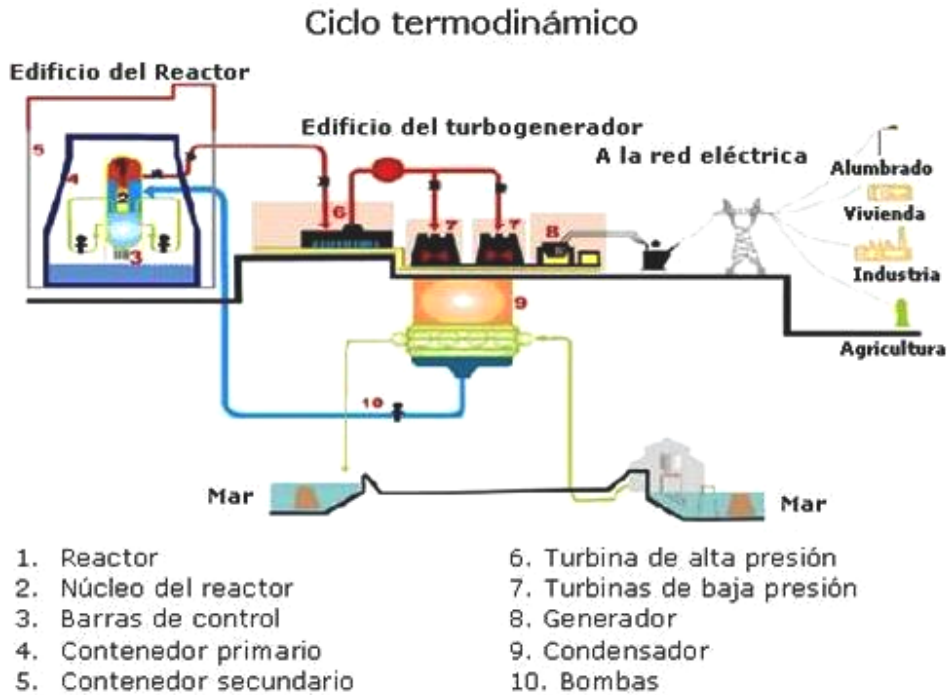 Ciclo termodinámico
Edificio del Reactor
Edificio del turbogenerador
A la red eléctrica
Alumbrado
Vivienda
Industria
Agricultura
5
4
1
2
3
6
7
7
8
9
10
Mar
Mar
1. Reactor
2. Núcleo del reactor
3. Barras de control
4. Contenedor primario
5. Contenedor secundario
6. Turbina de alta presión
7. Turbinas de baja presión
8. Generador
9. Condensador
10. Bombas